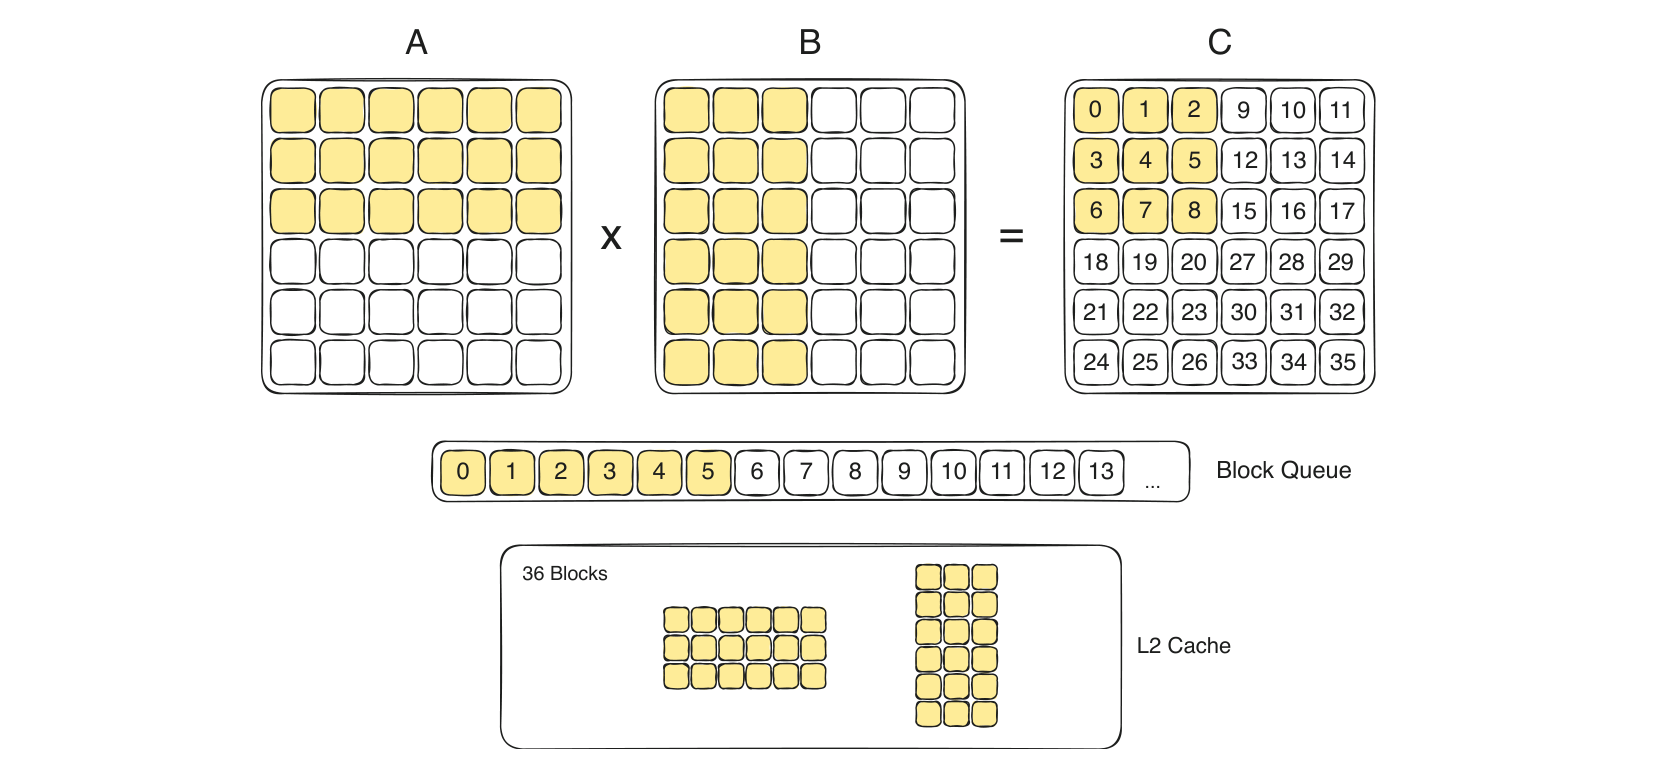 A B C
0 1 2 9 10 11
3 4 5 12 13 14
6 7 8 15 16 17
x =
18 19 20 27 28 29
21 22 23 30 31 32
24 25 26 33 34 35
0 1 2 3 4 5 6 7 8 9 10 11 12 13 ... Block Queue
36 Blocks
L2 Cache